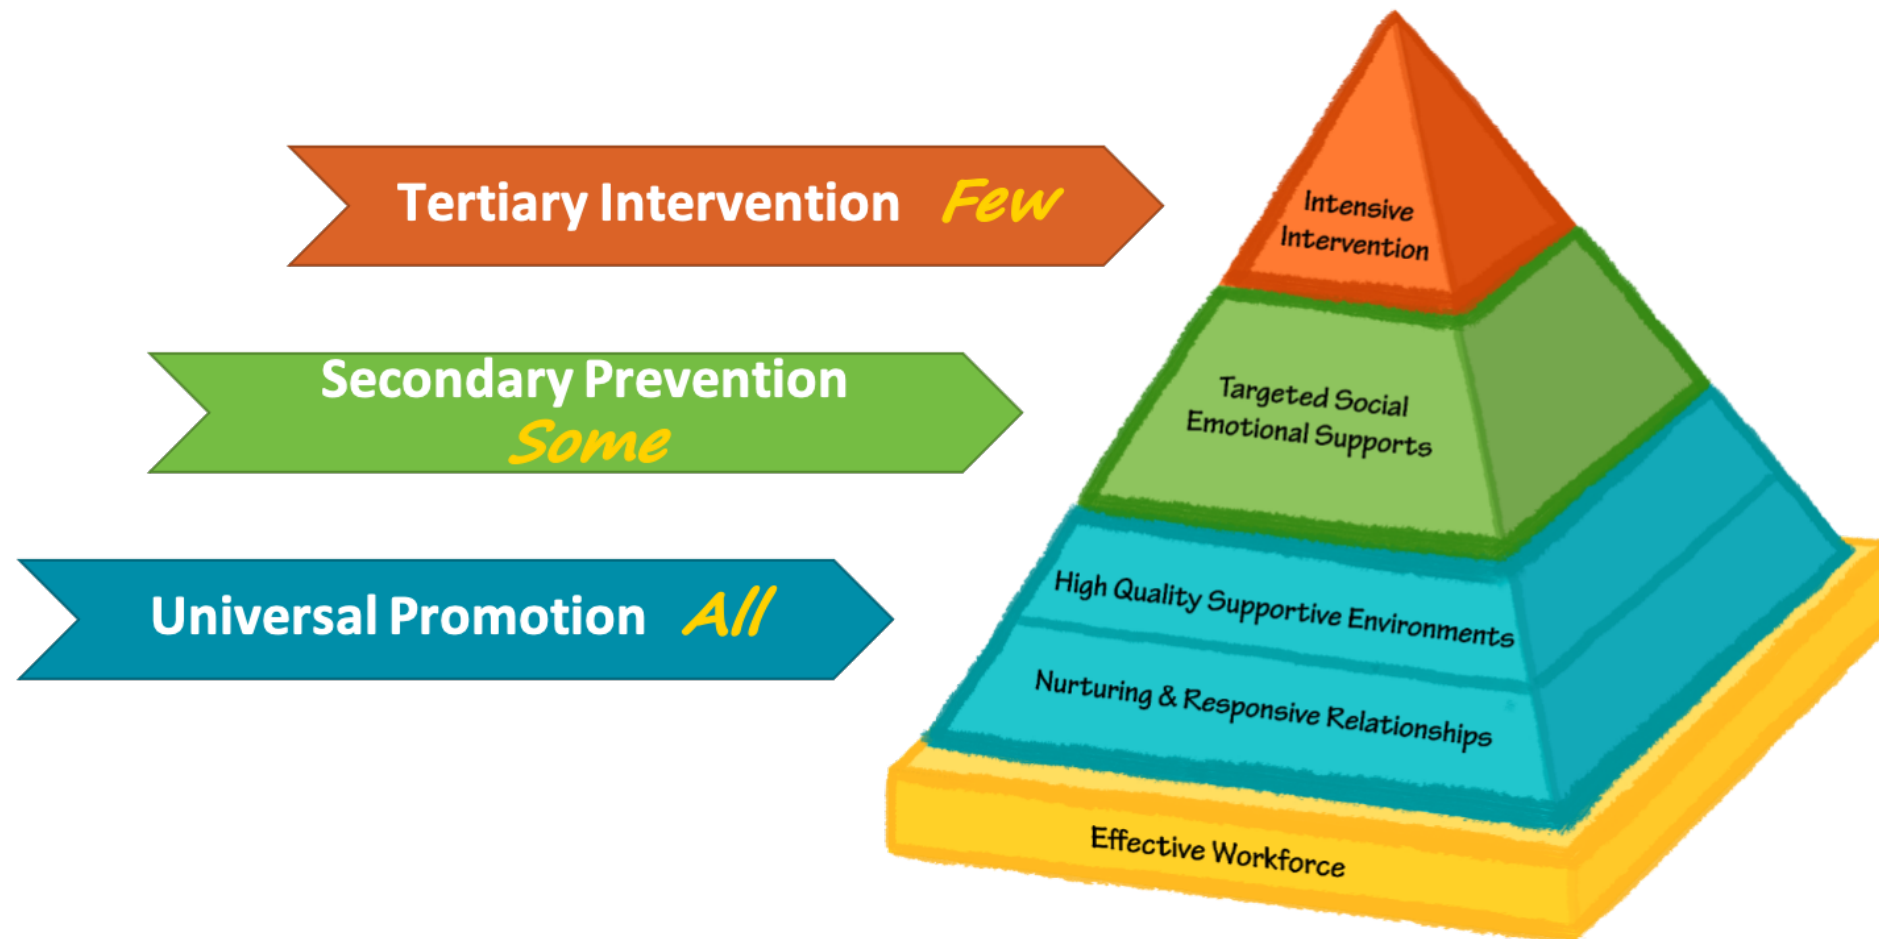 Tertiary Intervention Few
Intensive
Intervention
Secondary Prevention
Some
Targeted Social
Emotional Supports
Universal Promotion All
High Quality Supportive Environments
Nurturing & Responsive Relationships
Effective Workforce